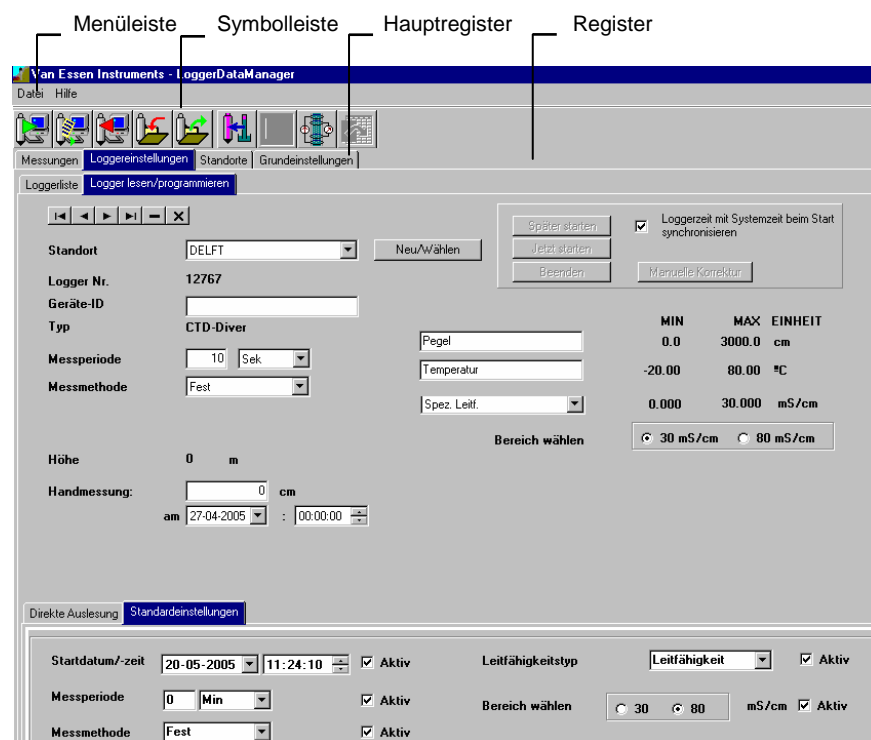 Menüleiste Symbolleiste Hauptregister Register
Van Essen Instruments - LoggerDataManager
Datei Hilfe
Messungen Loggereinstellungen Standorte Grundeinstellungen
Loggerliste Logger lesen/programmieren
Standort DELFT Neu/Wählen
Logger Nr. 12767
Geräte-ID
Typ CTD-Diver
Messperiode 10 Sek.
Messmethode Fest
Höhe 0 m
Handmessung: 0 cm
am 27-04-2005 : 00:00:00
Später starten
Jetzt starten
Beenden
Loggerzeit mit Systemzeit beim Start
synchronisieren
Manuelle Korrektur
MIN MAX EINHEIT
Pegel 0.0 3000.0 cm
Temperatur -20.00 80.00 °C
Spez. Leitf. 0.000 30.000 mS/cm
Bereich wählen 30 mS/cm 80 mS/cm
Direkte Auslesung Standardeinstellungen
Startdatum/-zeit 20-05-2005 11:24:10 Aktiv Leitfähigkeitstyp Leitfähigkeit Aktiv
Messperiode 0 Min Aktiv Bereich wählen 30 80 mS/cm Aktiv
Messmethode Fest Aktiv